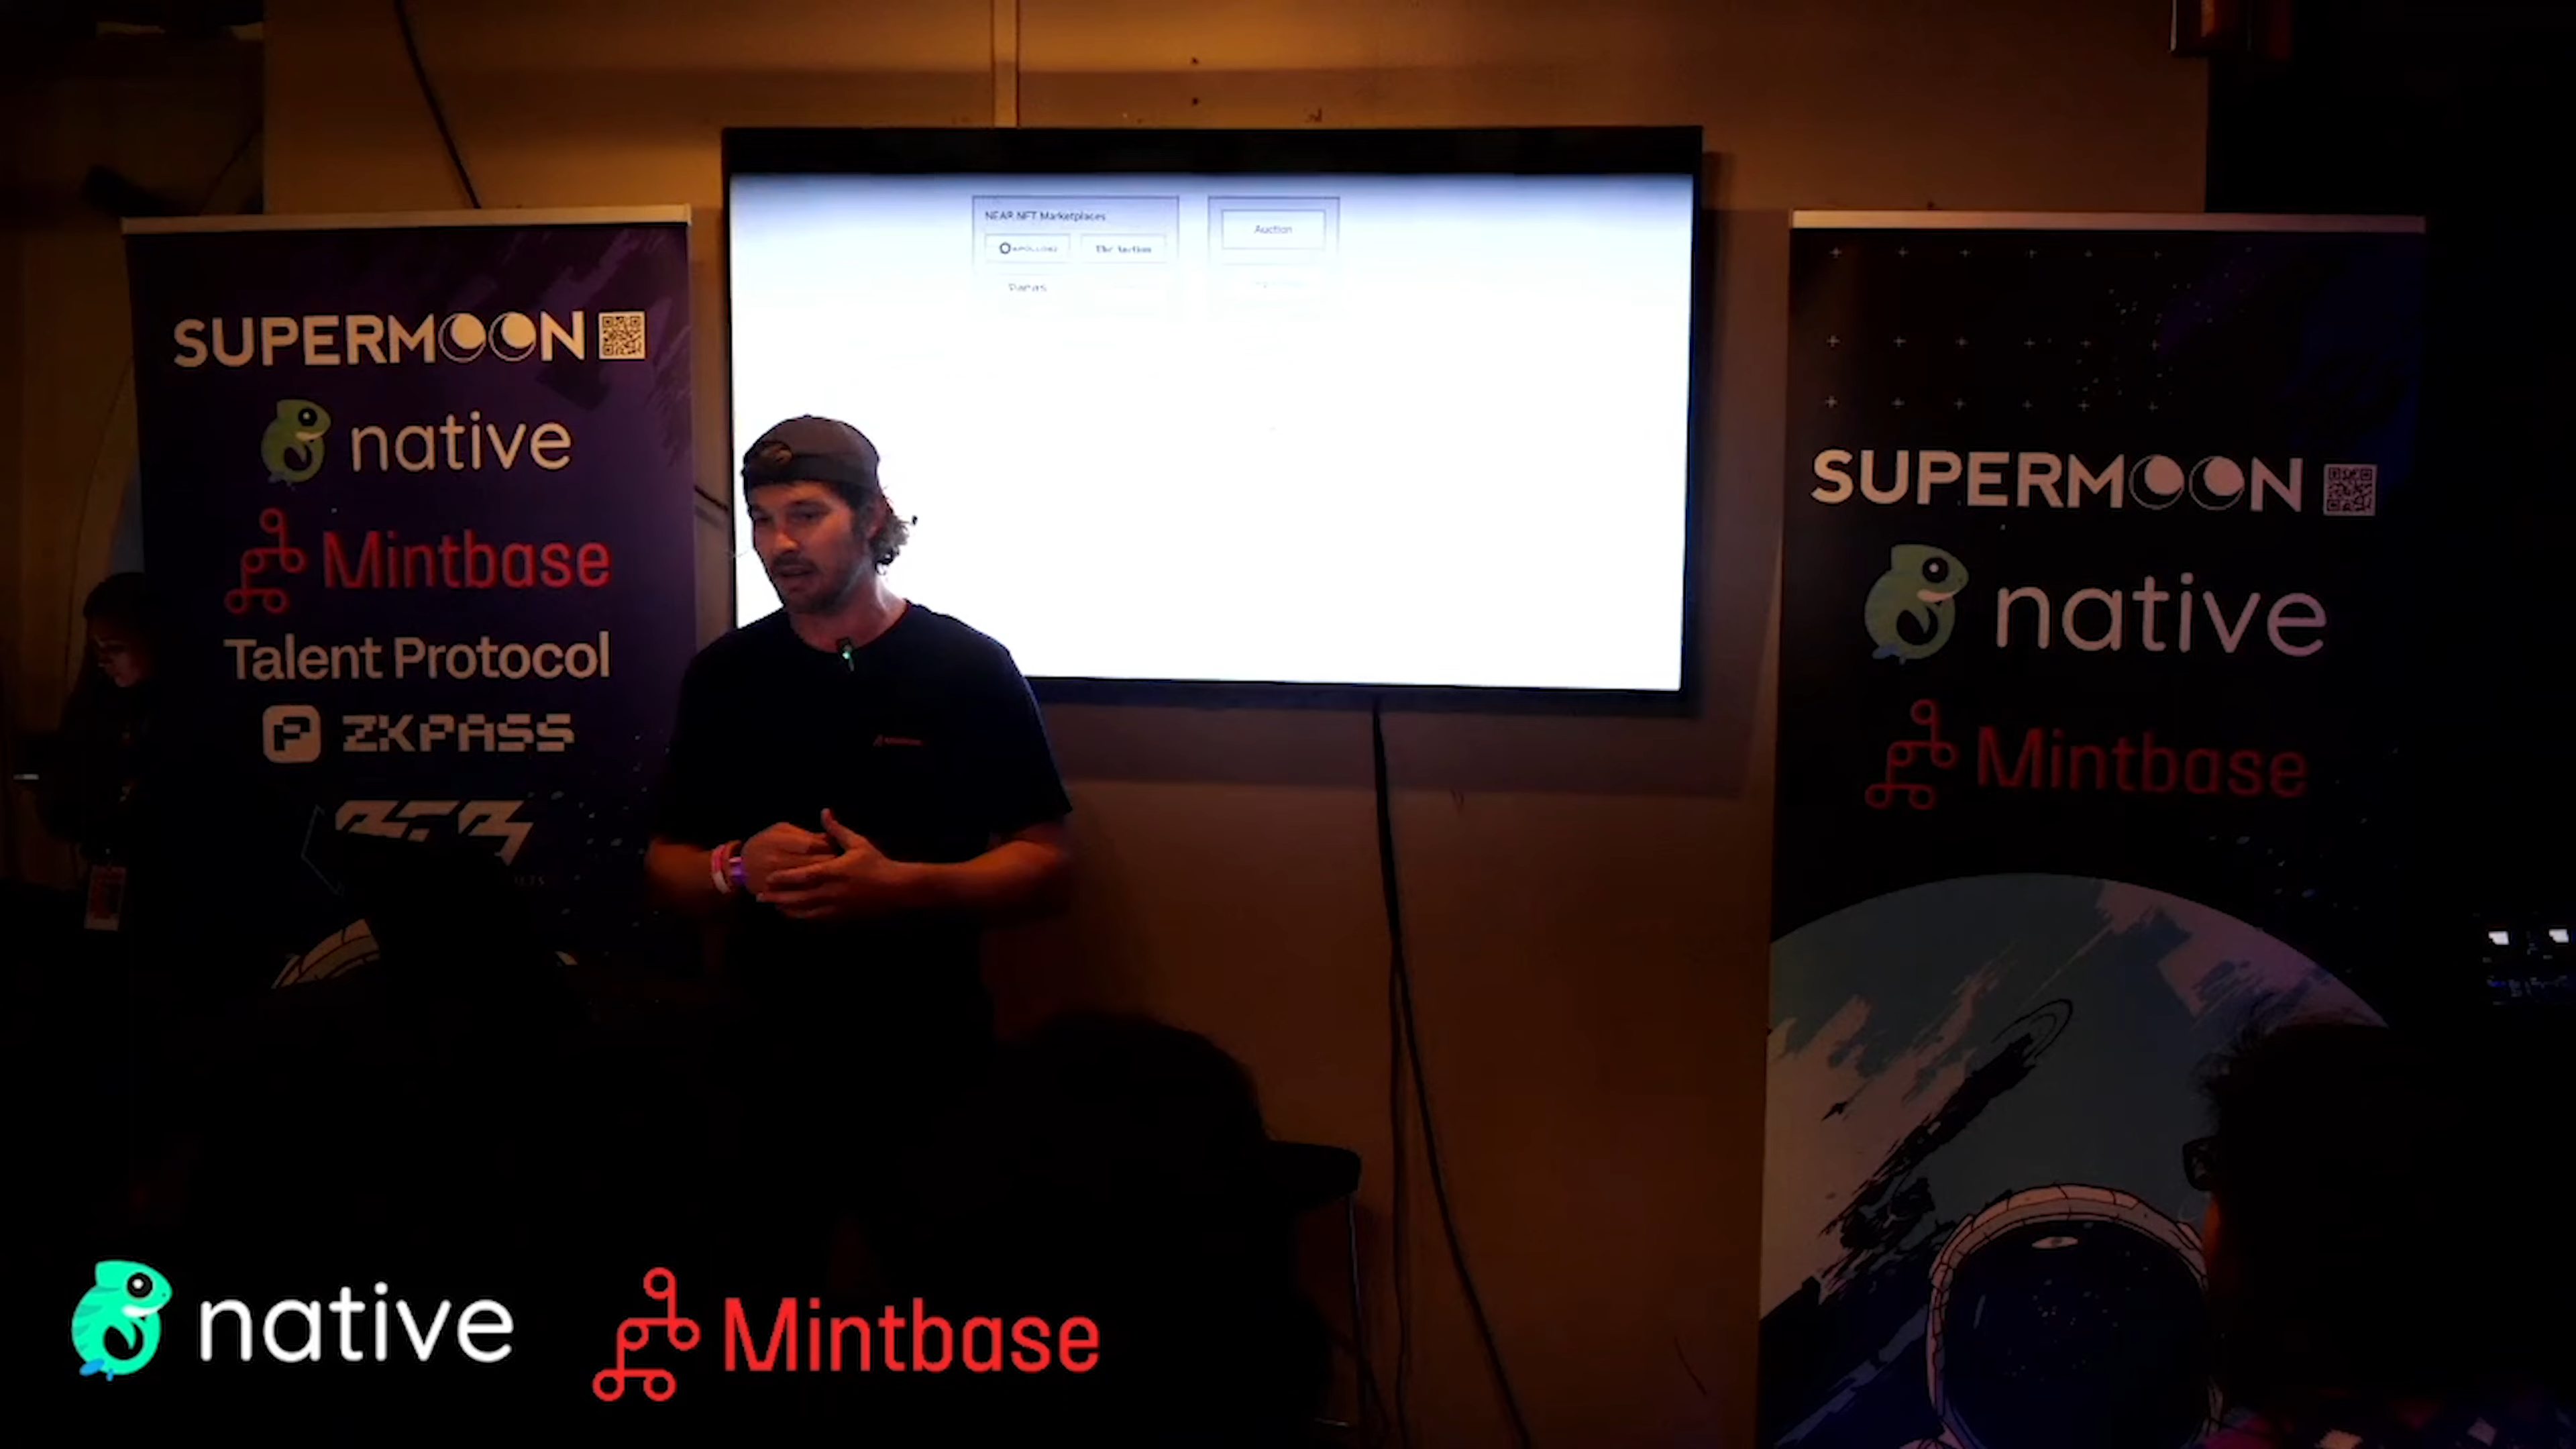 NEAR NFT Marketplaces
The Auction
Auction
SUPERMOON
native
Mintbase
Talent Protocol
ZKPASS
SUPERMOON
native
Mintbase
native
Mintbase